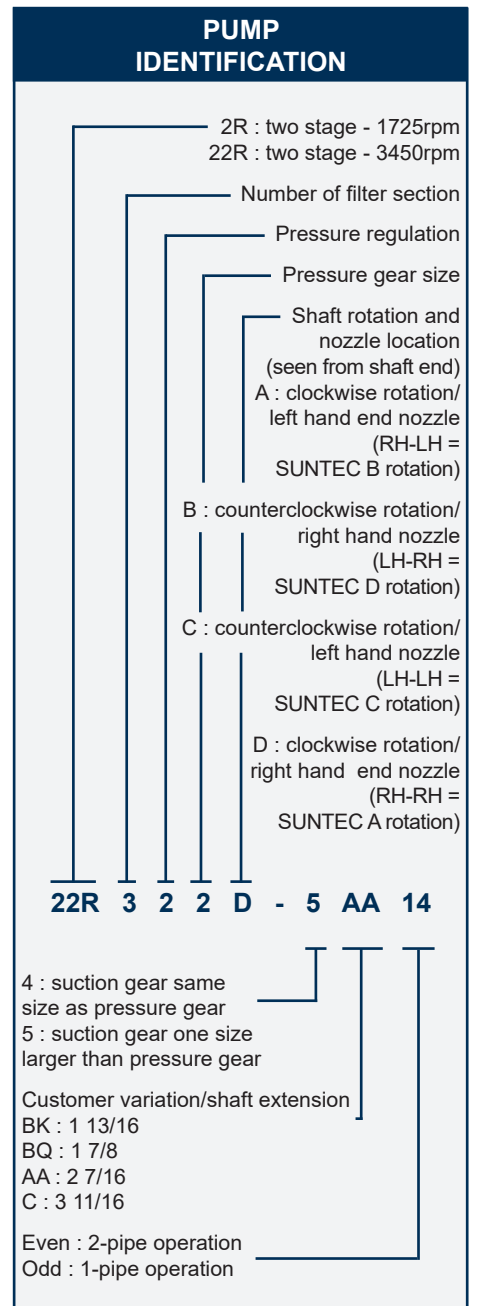 PUMP
IDENTIFICATION
2R : two stage - 1725rpm
22R : two stage - 3450rpm
Number of filter section
Pressure regulation
Pressure gear size
Shaft rotation and
nozzle location
(seen from shaft end)
A : clockwise rotation/
left hand end nozzle
(RH-LH =
SUNTEC B rotation)
B : counterclockwise rotation/
right hand nozzle
(LH-RH =
SUNTEC D rotation)
C : counterclockwise rotation/
left hand nozzle
(LH-LH =
SUNTEC C rotation)
D : clockwise rotation/
right hand end nozzle
(RH-RH =
SUNTEC A rotation)
22R 3 2 2 D - 5 AA 14
4 : suction gear same
size as pressure gear
5 : suction gear one size
larger than pressure gear
Customer variation/shaft extension
BK : 1 13/16
BQ : 1 7/8
AA : 2 7/16
C : 3 11/16
Even : 2-pipe operation
Odd : 1-pipe operation